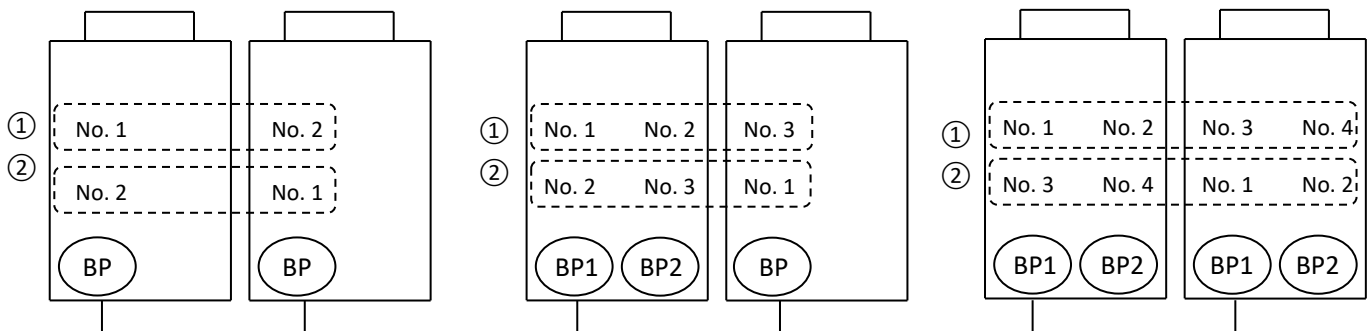 ① No. 1 No. 2
② No. 2 No. 1
BP BP
① No. 1 No. 2 No. 3
② No. 2 No. 3 No. 1
BP1 BP2 BP
① No. 1 No. 2 No. 3 No. 4
② No. 3 No. 4 No. 1 No. 2
BP1 BP2 BP1 BP2